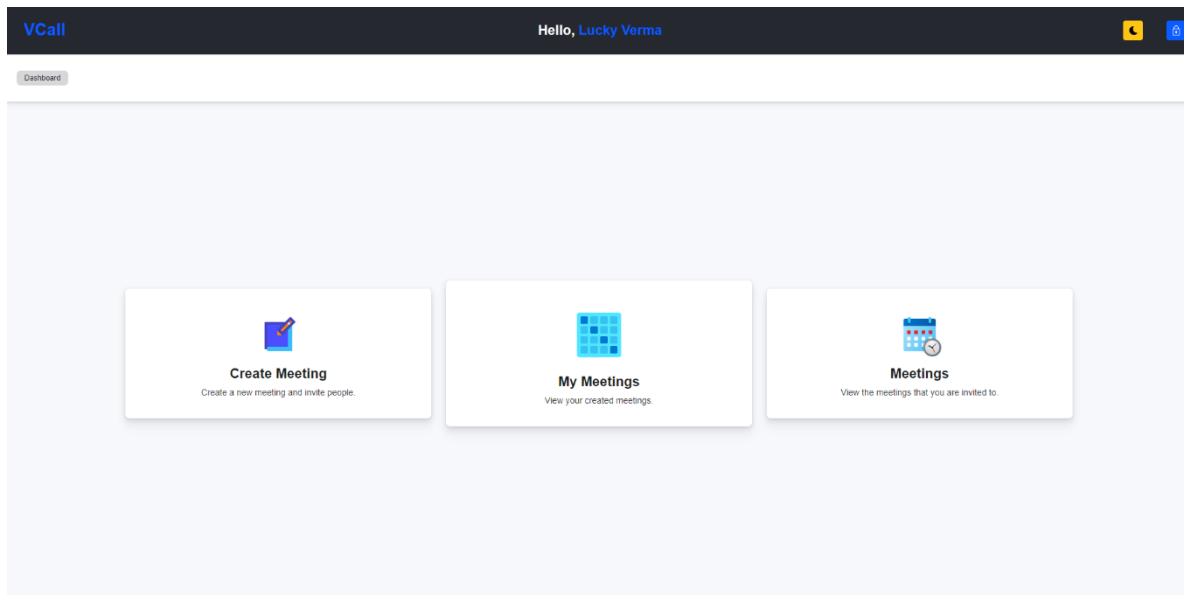 VCall
Hello, Lucky Verma
Dashboard
Create Meeting
Create a new meeting and invite people.
My Meetings
View your created meetings.
Meetings
View the meetings that you are invited to.